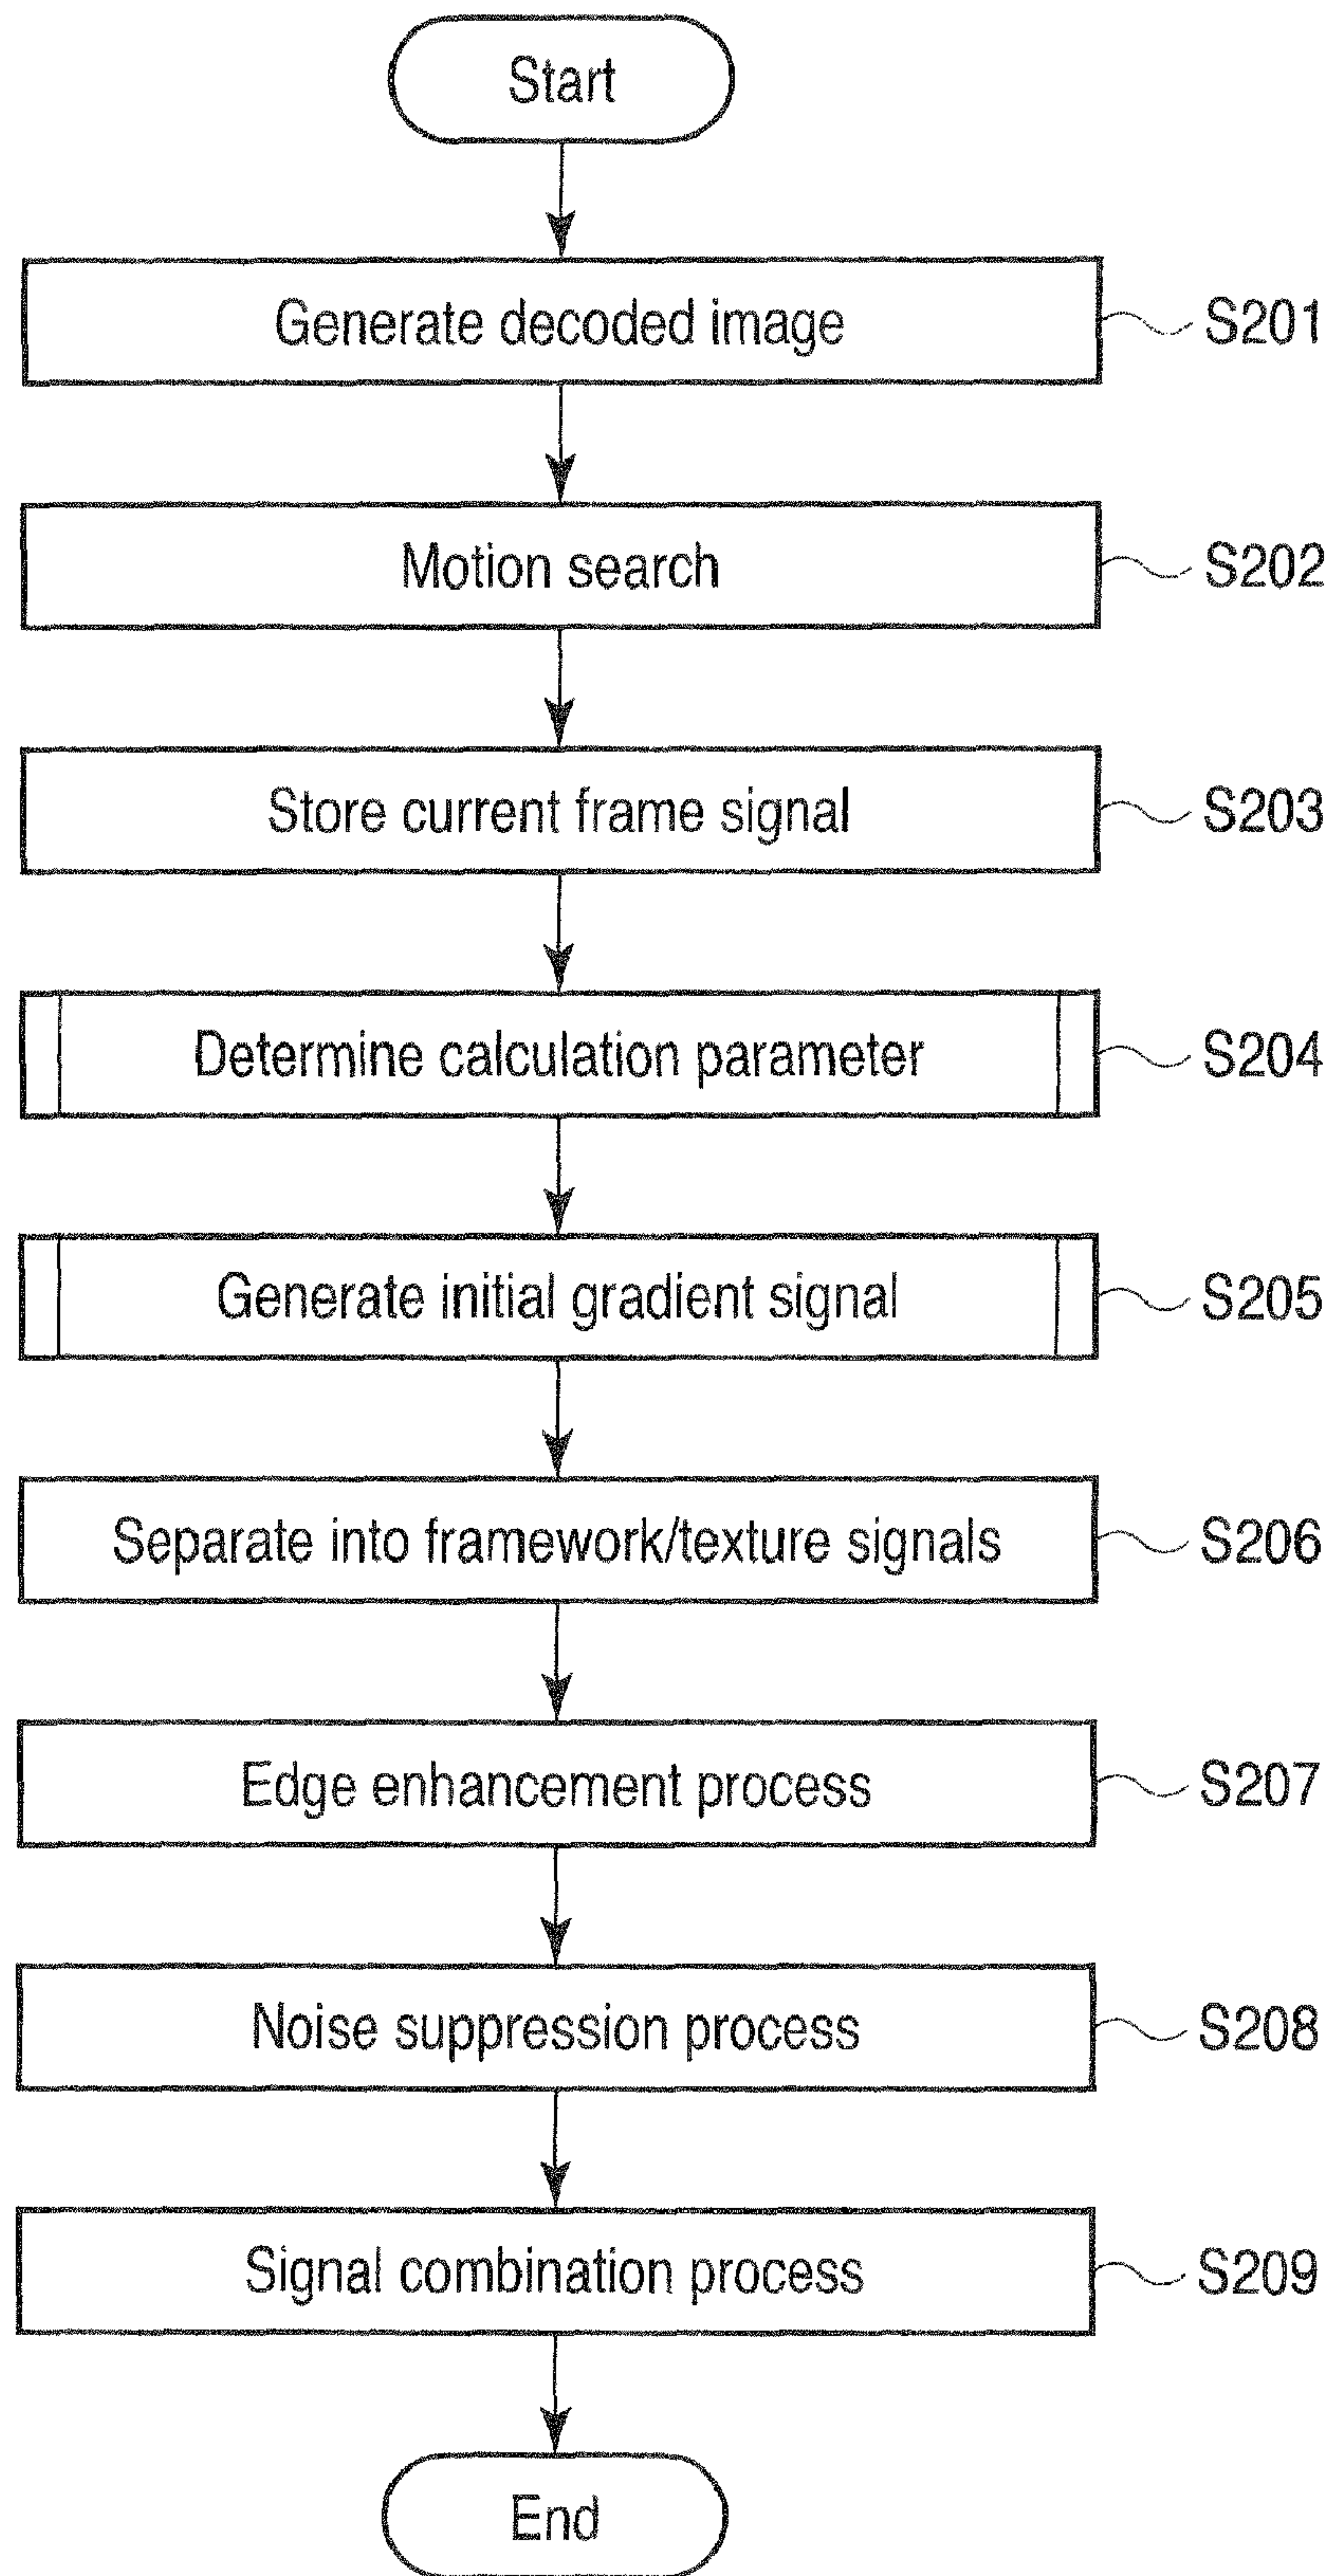 Start
Generate decoded image
S201
Motion search
S202
Store current frame signal
S203
Determine calculation parameter
S204
Generate initial gradient signal
S205
Separate into framework/texture signals
S206
Edge enhancement process
S207
Noise suppression process
S208
Signal combination process
S209
End